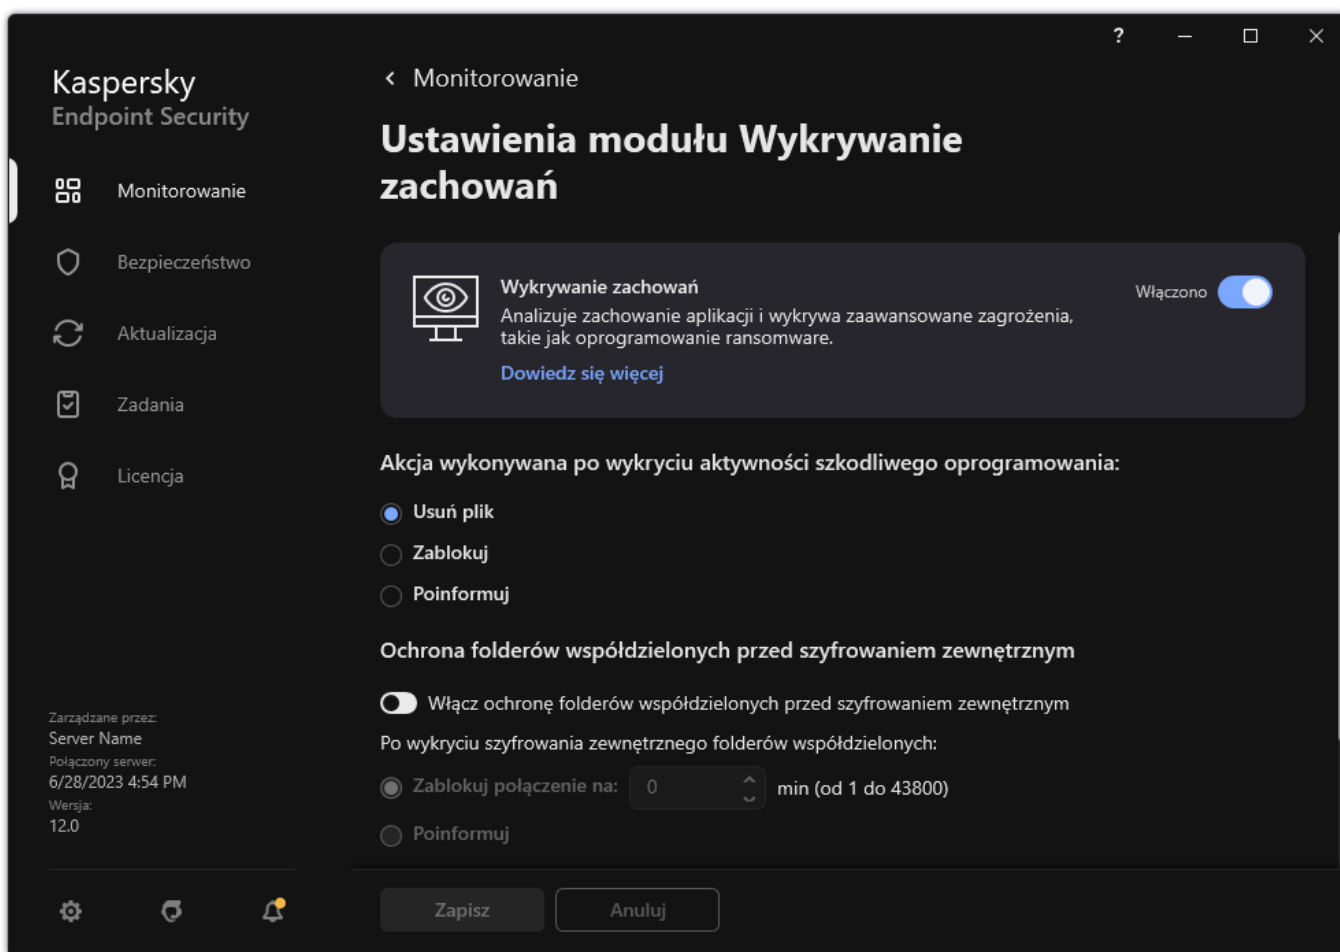 ?
Kaspersky
Endpoint Security
Monitorowanie
Bezpieczeństwo
Aktualizacja
Zadania
Licencja
Zarządzane przez:
Server Name
Połączony serwer:
6/28/2023 4:54 PM
Wersja:
12.0
Monitorowanie
Ustawienia modułu Wykrywanie
zachowań
Wykrywanie zachowań
Analizuje zachowanie aplikacji i wykrywa zaawansowane zagrożenia,
takie jak oprogramowanie ransomware.
Dowiedz się więcej
Włączono
Akcja wykonywana po wykryciu aktywności szkodliwego oprogramowania:
Usuń plik
Zablokuj
Poinformuj
Ochrona folderów współdzielonych przed szyfrowaniem zewnętrznym
Włącz ochronę folderów współdzielonych przed szyfrowaniem zewnętrznym
Po wykryciu szyfrowania zewnętrznego folderów współdzielonych:
Zablokuj połączenie na: 0 min (od 1 do 43800)
Poinformuj
Zapisz Anuluj